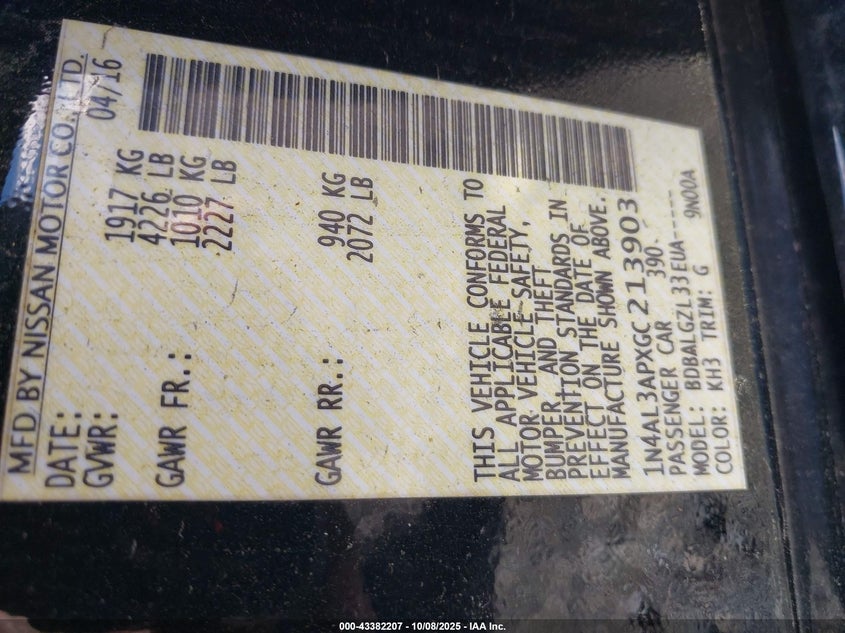 MFD BY NISSAN MOTOR CO., LTD.
DATE: 04/16
GVWR: 1917 KG
4226 LB
GAWR FR.: 1010 KG
2227 LB
GAWR RR.: 940 KG
2072 LB
THIS VEHICLE CONFORMS TO
ALL APPLICABLE FEDERAL
MOTOR VEHICLE SAFETY,
BUMPER AND THEFT
PREVENTION STANDARDS IN
EFFECT ON THE DATE OF
MANUFACTURE SHOWN ABOVE.
1N4AL3APXGC213903
PASSENGER CAR 390.
MODEL: BDBALGZL33EUA-----
COLOR: KH3 TRIM: G 9N00A
000-43382207 - 10/08/2025 - IAA Inc.